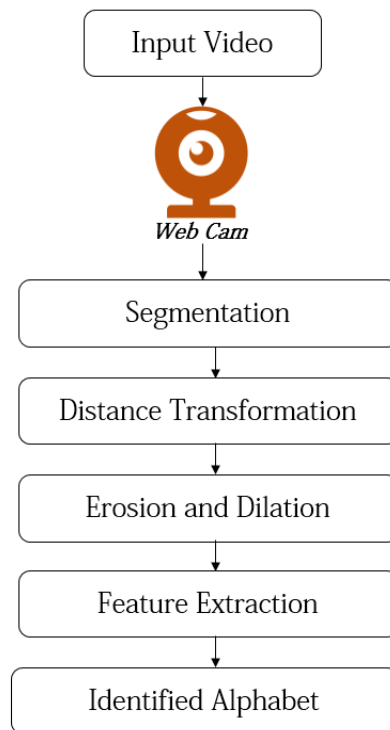 Input Video
Web Cam
Segmentation
Distance Transformation
Erosion and Dilation
Feature Extraction
Identified Alphabet